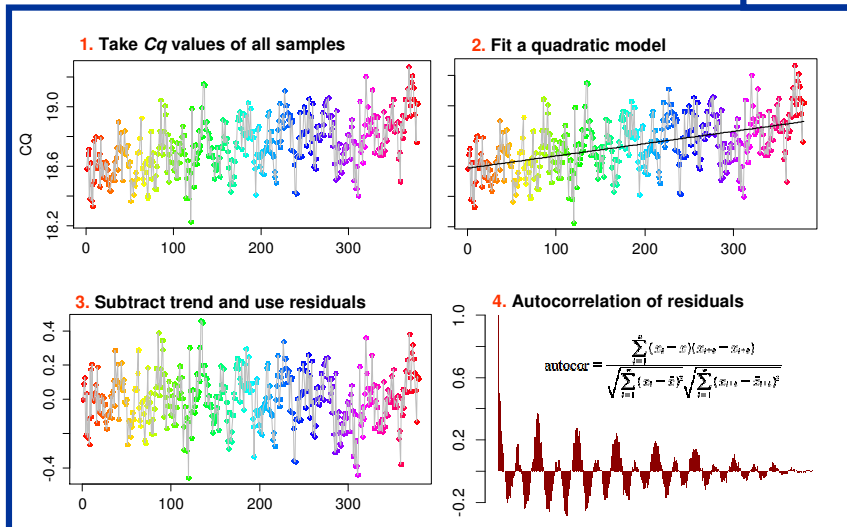 1. Take Cq values of all samples
CQ
19.0
18.6
18.2
0 100 200 300
2. Fit a quadratic model
0 100 200 300
3. Subtract trend and use residuals
0.4
0.0
-0.4
0 100 200 300
4. Autocorrelation of residuals
1.0
0.6
0.2
-0.2
autocor =